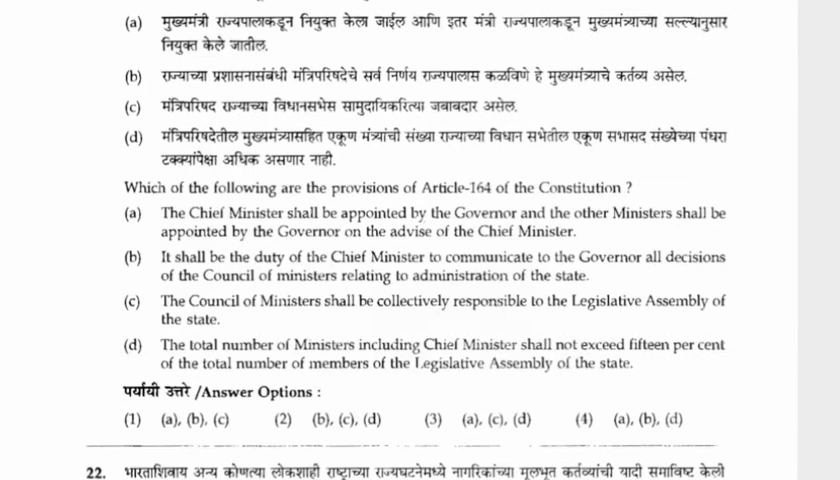 (a) मुख्यमंत्री राज्यपालाकडून नियुक्त केला जाईल आणि इतर मंत्री राज्यपालाकडून मुख्यमंत्र्याच्या सल्ल्यानुसार
नियुक्त केले जातील.
(b) राज्याच्या प्रशासनासंबंधी मंत्रिपरिषदेचे सर्व निर्णय राज्यपालास कळविणे हे मुख्यमंत्र्याचे कर्तव्य असेल.
(c) मंत्रिपरिषद राज्याच्या विधानसभेस सामुदायिकरित्या जबाबदार असेल.
(d) मंत्रिपरिषदेतील मुख्यमंत्र्यासहित एकूण मंत्र्यांची संख्या राज्याच्या विधान सभेतील एकूण सभासद संख्येच्या पंधरा
टक्क्यांपेक्षा अधिक असणार नाही.
Which of the following are the provisions of Article-164 of the Constitution ?
(a) The Chief Minister shall be appointed by the Governor and the other Ministers shall be
appointed by the Governor on the advise of the Chief Minister.
(b) It shall be the duty of the Chief Minister to communicate to the Governor all decisions
of the Council of ministers relating to administration of the state.
(c) The Council of Ministers shall be collectively responsible to the Legislative Assembly of
the state.
(d) The total number of Ministers including Chief Minister shall not exceed fifteen per cent
of the total number of members of the Legislative Assembly of the state.
पर्यायी उत्तरे /Answer Options :
(1) (a), (b), (c) (2) (b), (c), (d) (3) (a), (c), (d) (4) (a), (b), (d)
22. भारताशिवाय अन्य कोणत्या लोकशाही राष्ट्राच्या राज्यघटनेमध्ये नागरिकांच्या मूलभूत कर्तव्यांची यादी समाविष्ट केली